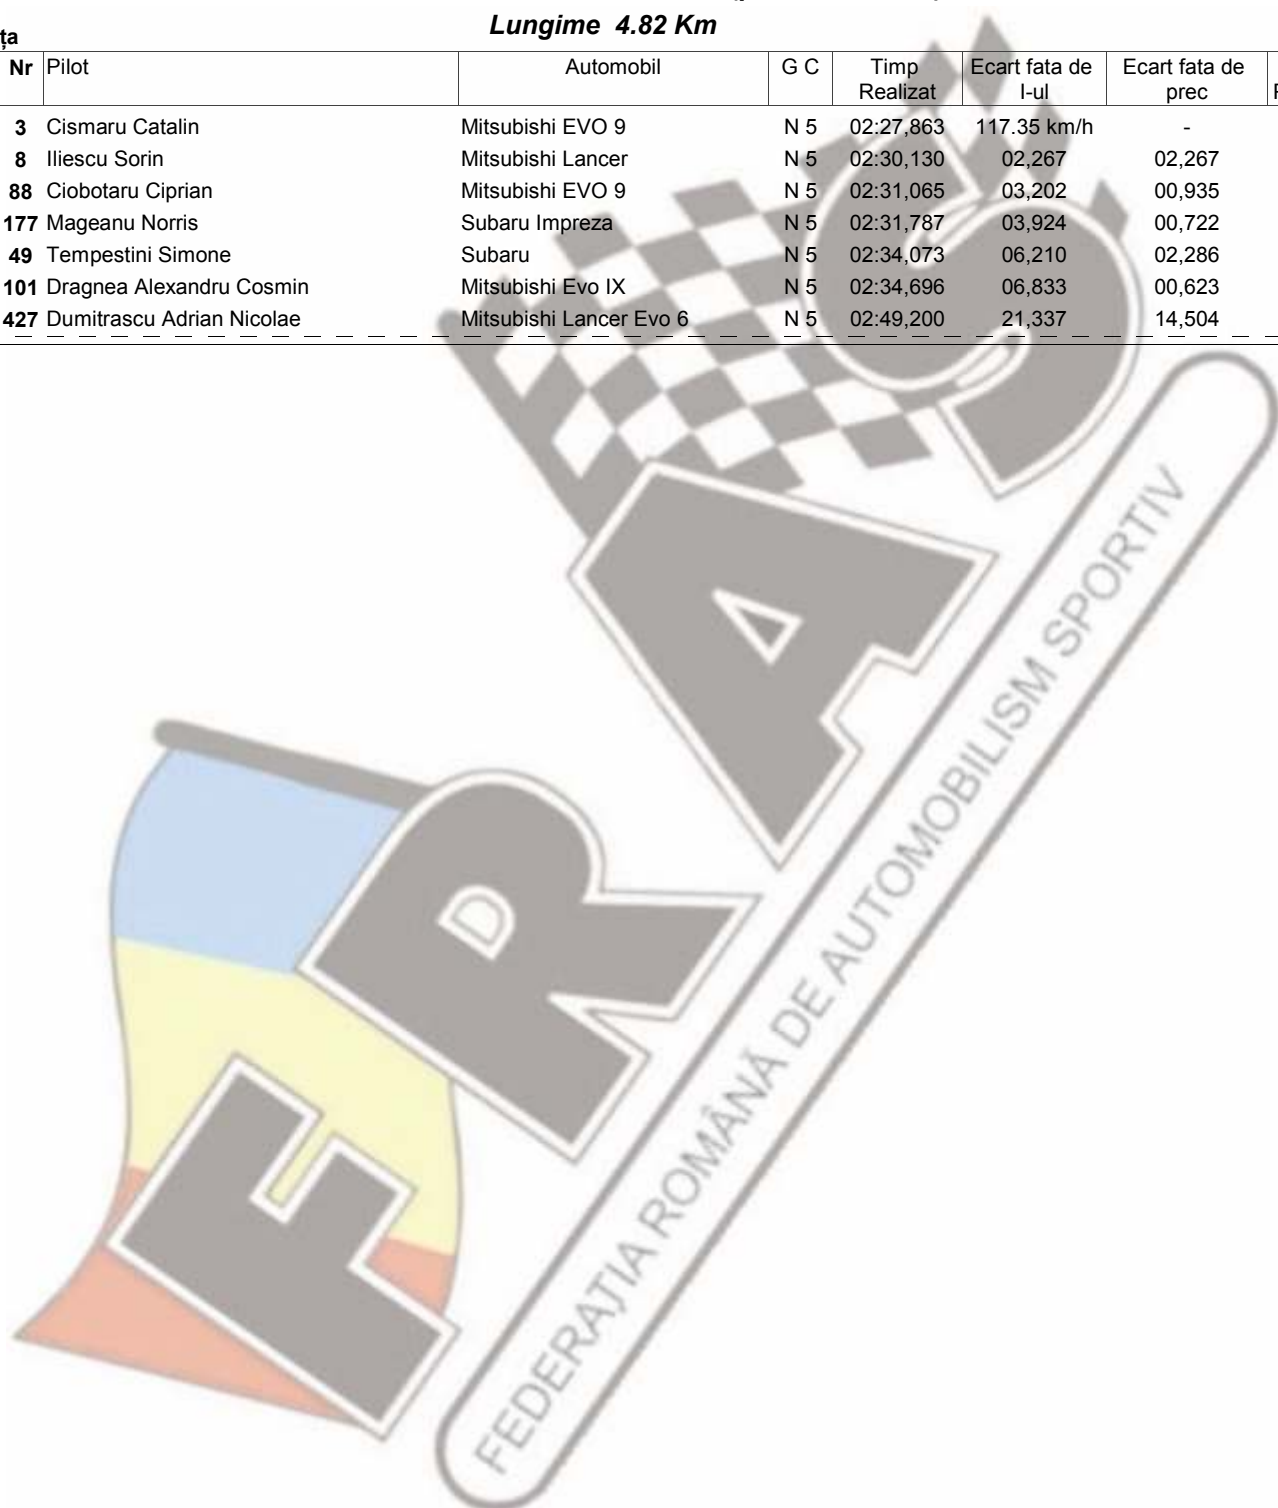 Lungime 4.82 Km
ța
Nr Pilot Automobil G C Timp Realizat Ecart fata de I-ul Ecart fata de prec
3 Cismaru Catalin Mitsubishi EVO 9 N 5 02:27,863 117.35 km/h -
8 Iliescu Sorin Mitsubishi Lancer N 5 02:30,130 02,267 02,267
88 Ciobotaru Ciprian Mitsubishi EVO 9 N 5 02:31,065 03,202 00,935
177 Mageanu Norris Subaru Impreza N 5 02:31,787 03,924 00,722
49 Tempestini Simone Subaru N 5 02:34,073 06,210 02,286
101 Dragnea Alexandru Cosmin Mitsubishi Evo IX N 5 02:34,696 06,833 00,623
427 Dumitrascu Adrian Nicolae Mitsubishi Lancer Evo 6 N 5 02:49,200 21,337 14,504
FRAS
FEDERAȚIA ROMÂNĂ DE AUTOMOBILISM SPORTIV